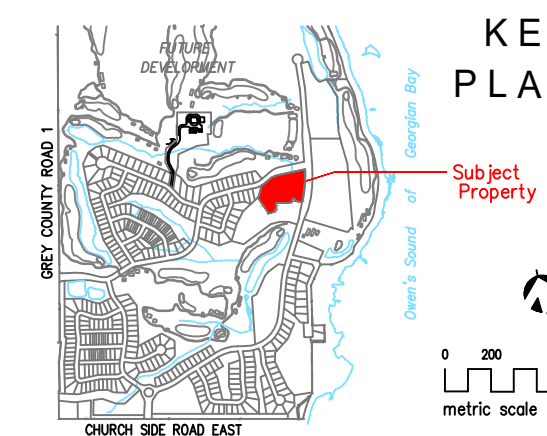 KE
PLA
FUTURE
DEVELOPMENT
GREY COUNTY ROAD 1
Owen's Sound of Georgian Bay
Subject
Property
0 200
metric scale
CHURCH SIDE ROAD EAST